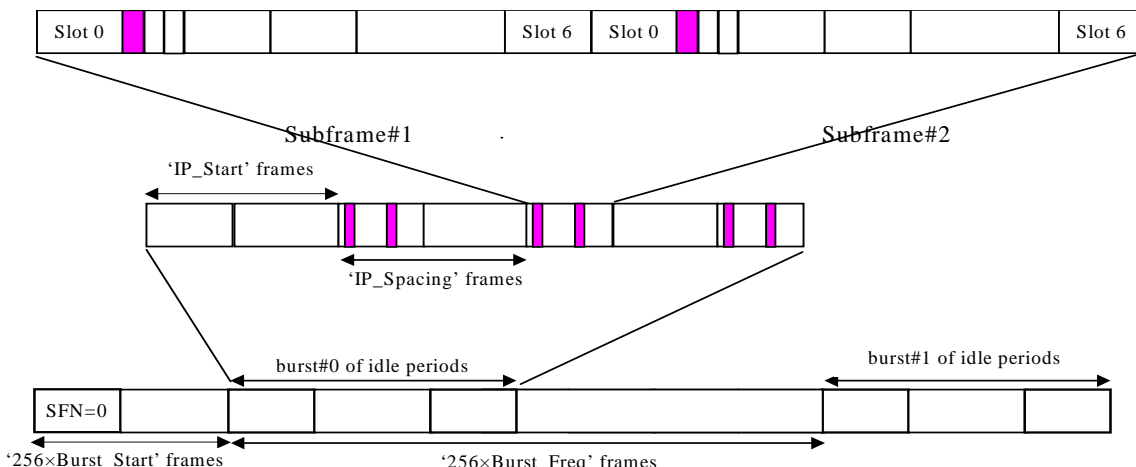 Slot 0
Slot 6
Slot 0
Slot 6
Subframe#1
Subframe#2
‘IP_Start’ frames
‘IP_Spacing’ frames
burst#0 of idle periods
burst#1 of idle periods
SFN=0
‘256×Burst_Start’ frames
‘256×Burst_Freq’ frames